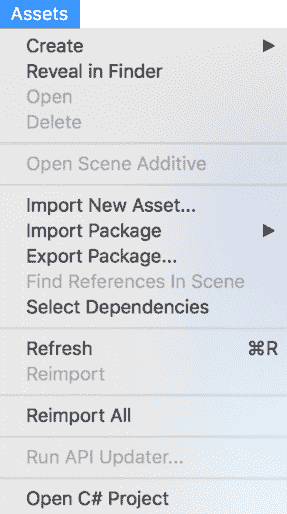 Assets
Create
Reveal in Finder
Open
Delete
Open Scene Additive
Import New Asset...
Import Package
Export Package...
Find References In Scene
Select Dependencies
Refresh ⌘R
Reimport
Reimport All
Run API Updater...
Open C# Project